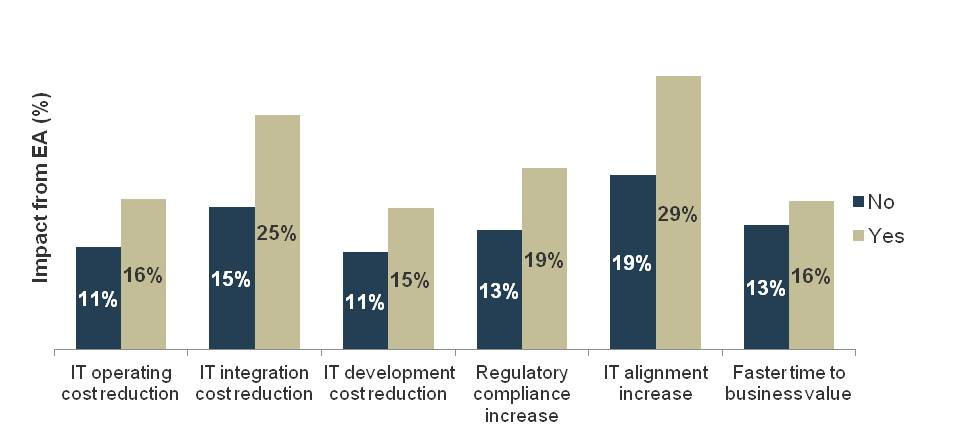 Impact from EA (%)
11%
16%
15%
25%
11%
15%
13%
19%
19%
29%
13%
16%
No
Yes
IT operating
cost reduction
IT integration
cost reduction
IT development
cost reduction
Regulatory
compliance
increase
IT alignment
increase
Faster time to
business value